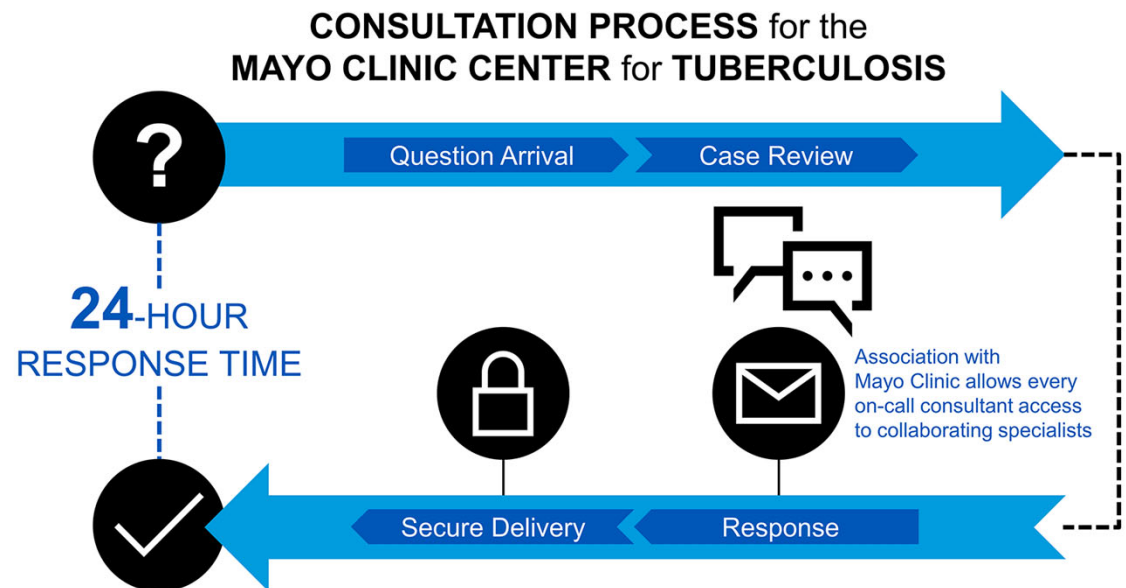 CONSULTATION PROCESS for the
MAYO CLINIC CENTER for TUBERCULOSIS
?
Question Arrival
Case Review
24-HOUR
RESPONSE TIME
Association with
Mayo Clinic allows every
on-call consultant access
to collaborating specialists
Secure Delivery
Response